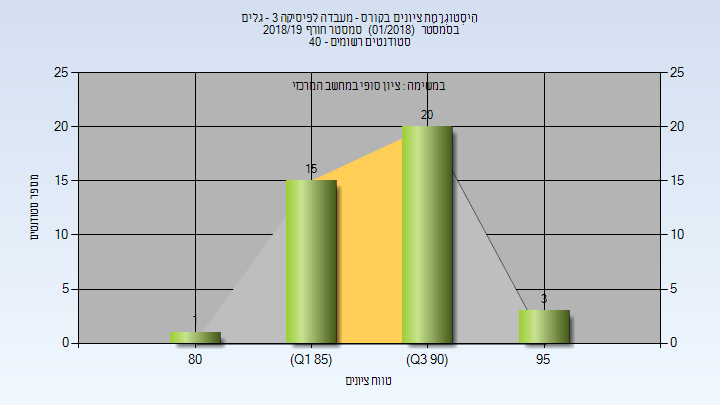 היסטוגרמת ציונים בקורס - מעבדה לפיסיקה 3 - גלים
בסמסטר (01/2018) סמסטר חורף 2018/19
סטודנטים רשומים - 40
במשימה : ציון סופי במחשב המרכזי
25
20
15
10
5
0
25
20
15
10
5
0
1
15
20
3
80
(Q1 85)
(Q3 90)
95
מספר סטודנטים
טווח ציונים